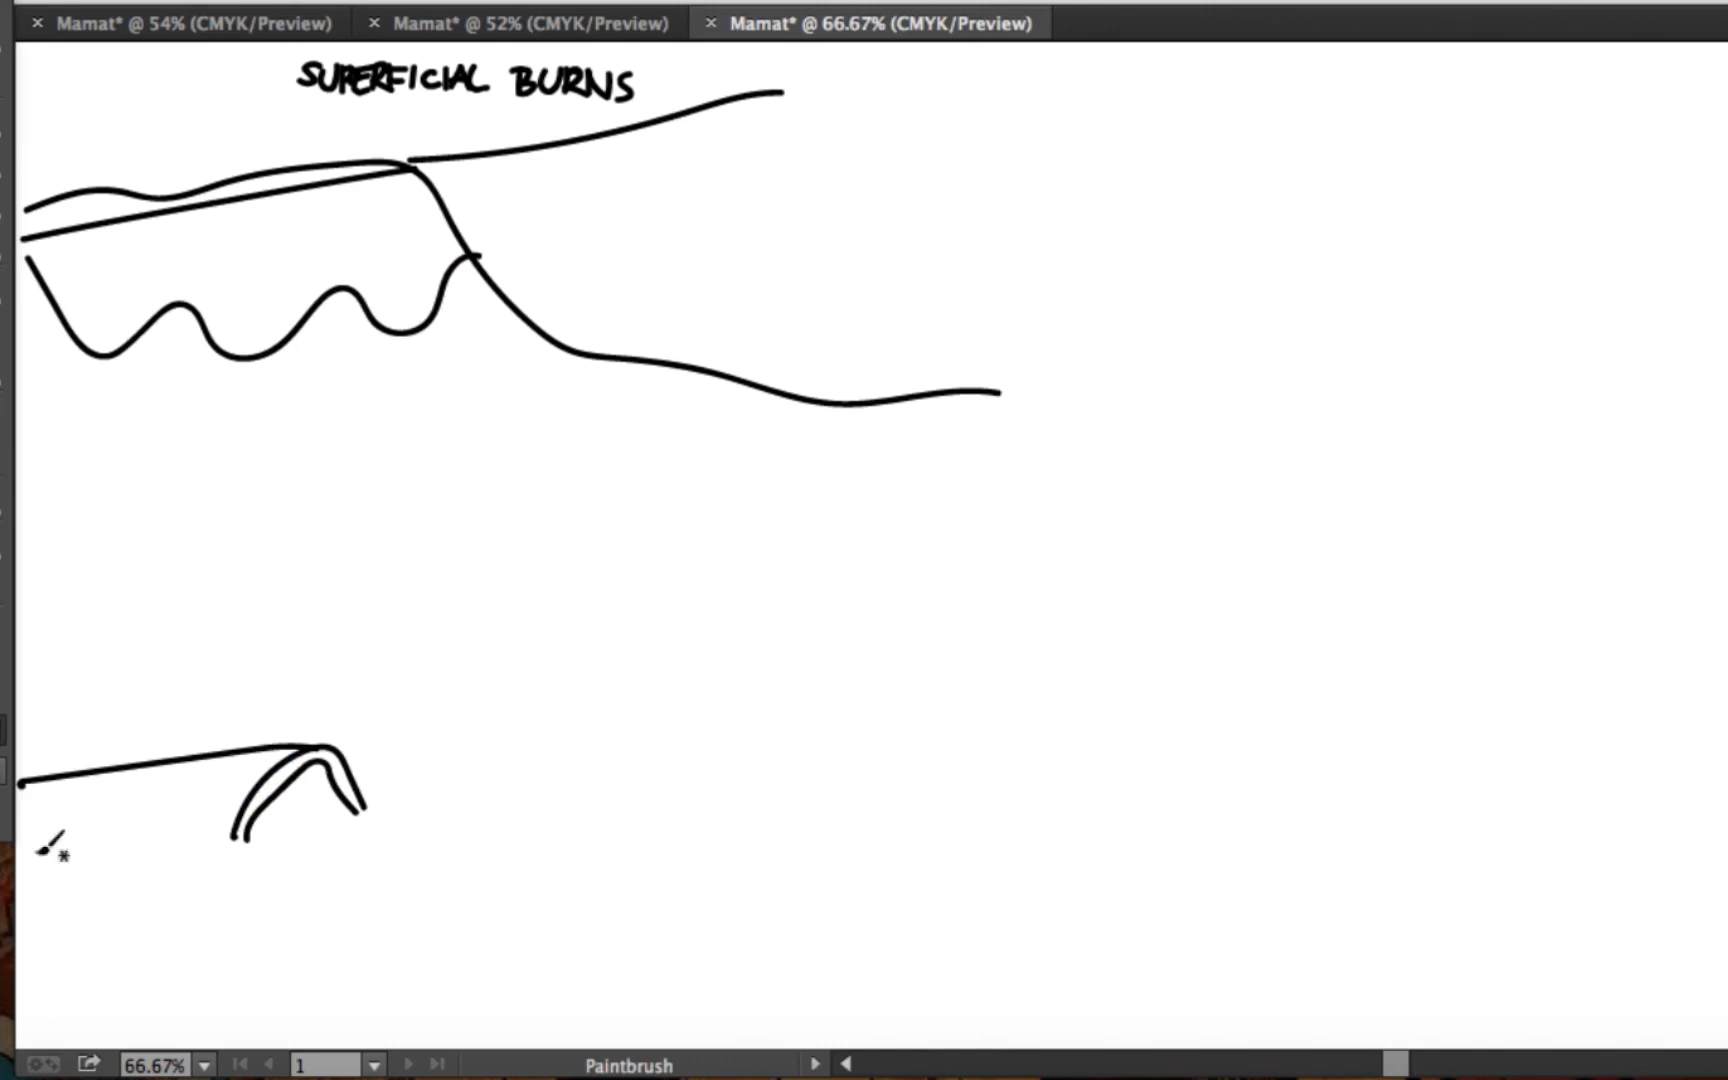 Mamat* @ 54% (CMYK/Preview)
Mamat* @ 52% (CMYK/Preview)
Mamat* @ 66.67% (CMYK/Preview)
SUPERFICIAL BURNS
66.67%
1
Paintbrush